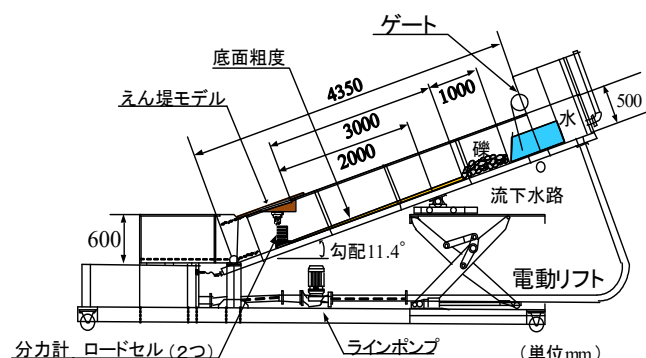 ゲート
底面粗度
4350
1000
えん堤モデル
3000
500
水
2000
礫
流下水路
600
勾配11.4°
電動リフト
分力計 ロードセル(2つ)
ラインポンプ
(単位mm)